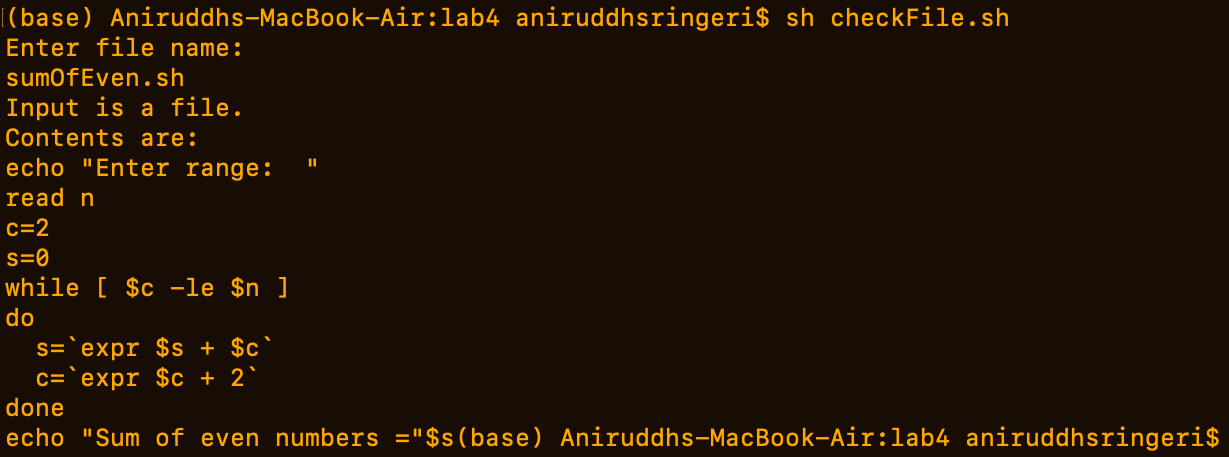 (base) Aniruddhs-MacBook-Air:lab4 aniruddhsringeri$ sh checkFile.sh
Enter file name:
sumOfEven.sh
Input is a file.
Contents are:
echo "Enter range:  "
read n
c=2
s=0
while [ $c -le $n ]
do
  s=`expr $s + $c`
  c=`expr $c + 2`
done
echo "Sum of even numbers ="$s(base) Aniruddhs-MacBook-Air:lab4 aniruddhsringeri$